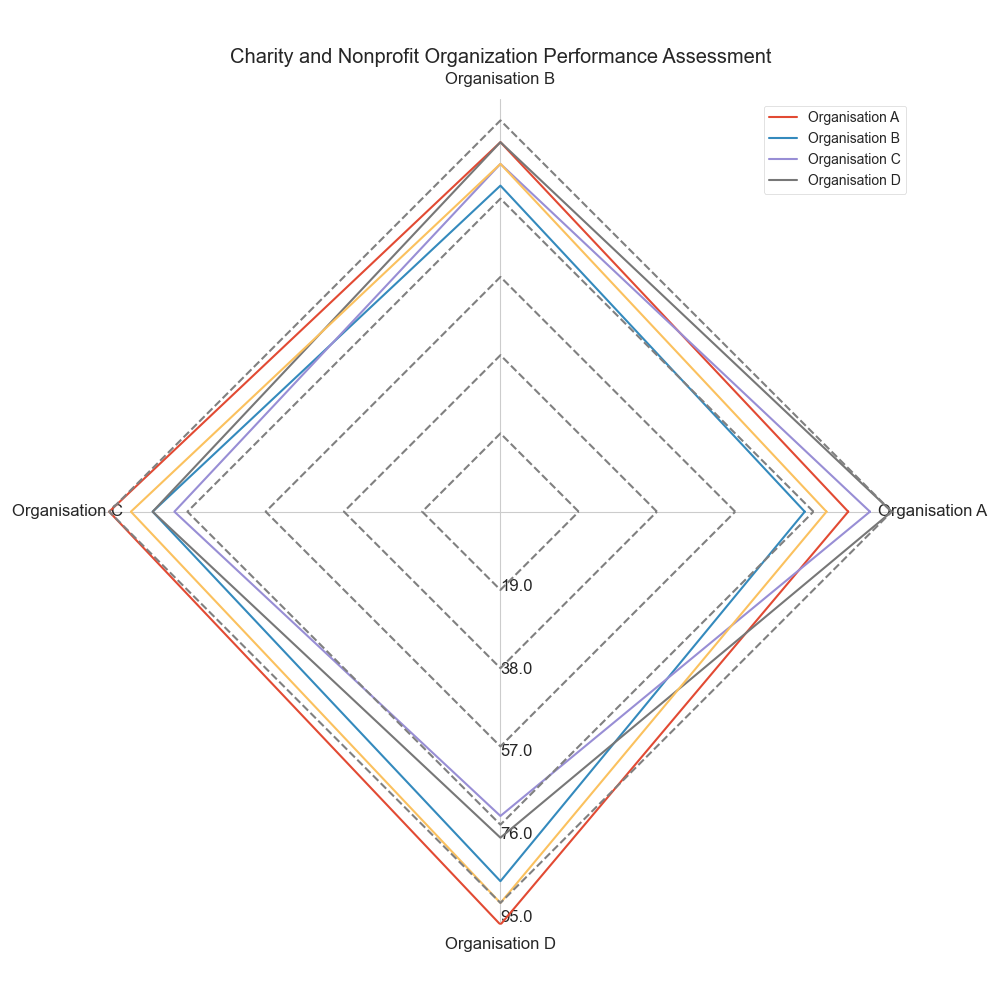 Charity and Nonprofit Organization Performance Assessment
Organisation B
Organisation A
Organisation B
Organisation C
Organisation D
Organisation C
Organisation A
19.0
38.0
57.0
76.0
95.0
Organisation D